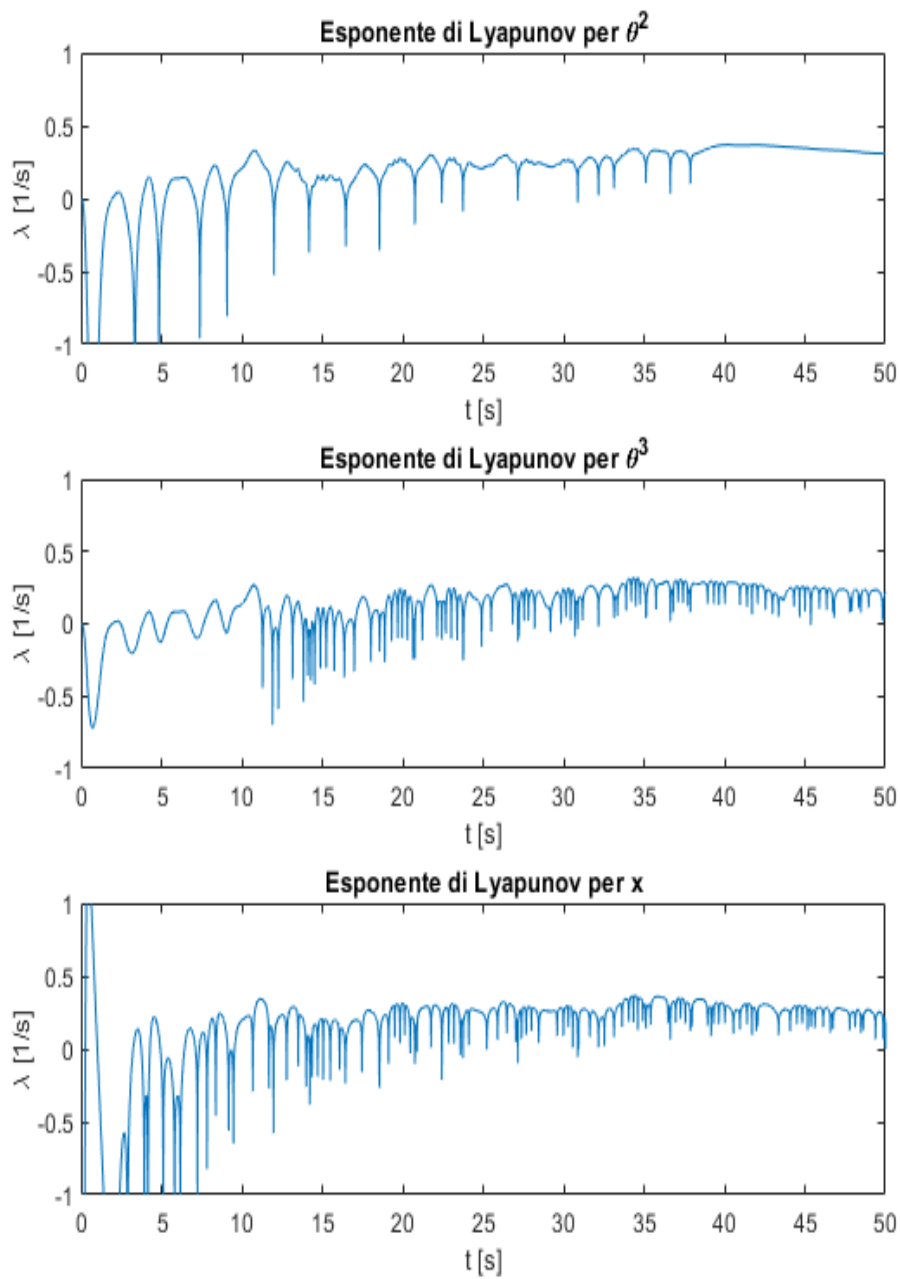 Esponente di Lyapunov per θ²
1
0.5
0
-0.5
-1
λ [1/s]
0 5 10 15 20 25 30 35 40 45 50
t [s]
Esponente di Lyapunov per θ³
1
0.5
0
-0.5
-1
λ [1/s]
0 5 10 15 20 25 30 35 40 45 50
t [s]
Esponente di Lyapunov per x
1
0.5
0
-0.5
-1
λ [1/s]
0 5 10 15 20 25 30 35 40 45 50
t [s]